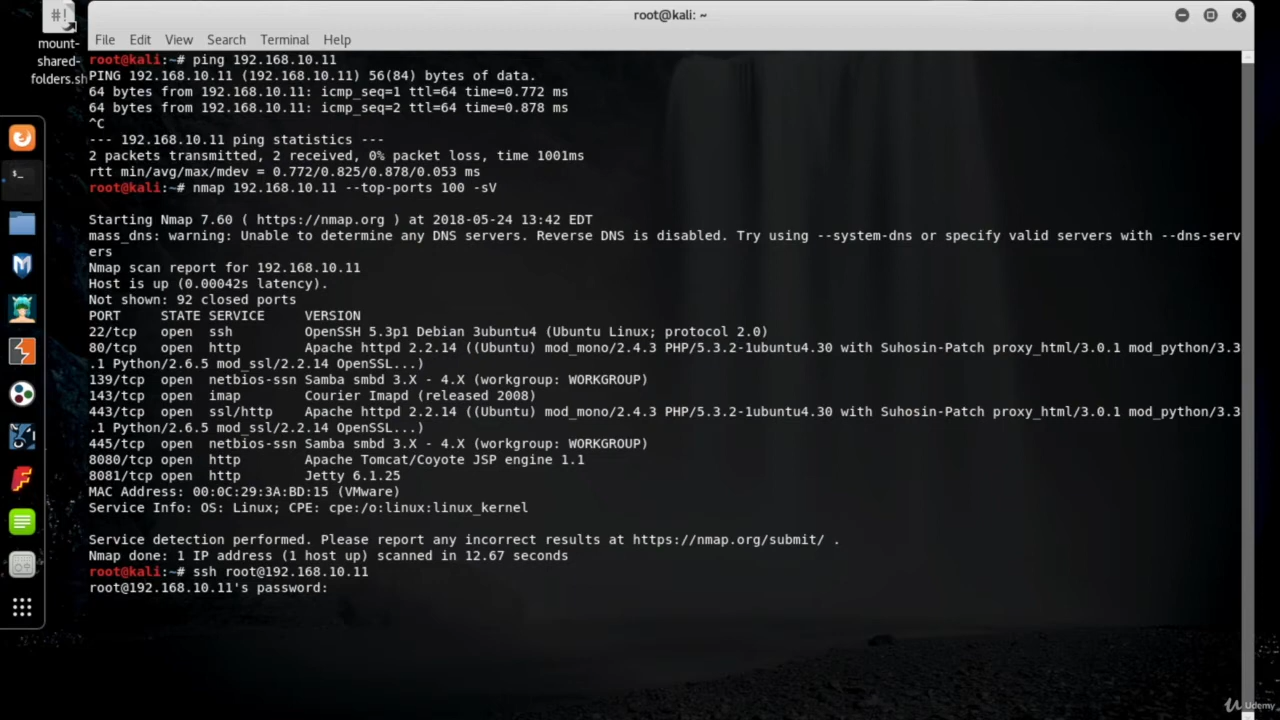 root@kali: ~
#!
mount-
shared-
folders.sh
File Edit View Search Terminal Help
root@kali:~# ping 192.168.10.11
PING 192.168.10.11 (192.168.10.11) 56(84) bytes of data.
64 bytes from 192.168.10.11: icmp_seq=1 ttl=64 time=0.772 ms
64 bytes from 192.168.10.11: icmp_seq=2 ttl=64 time=0.878 ms
^C
--- 192.168.10.11 ping statistics ---
2 packets transmitted, 2 received, 0% packet loss, time 1001ms
rtt min/avg/max/mdev = 0.772/0.825/0.878/0.053 ms
root@kali:~# nmap 192.168.10.11 --top-ports 100 -sV
Starting Nmap 7.60 ( https://nmap.org ) at 2018-05-24 13:42 EDT
mass_dns: warning: Unable to determine any DNS servers. Reverse DNS is disabled. Try using --system-dns or specify valid servers with --dns-serv
ers
Nmap scan report for 192.168.10.11
Host is up (0.00042s latency).
Not shown: 92 closed ports
PORT STATE SERVICE VERSION
22/tcp open ssh OpenSSH 5.3p1 Debian 3ubuntu4 (Ubuntu Linux; protocol 2.0)
80/tcp open http Apache httpd 2.2.14 ((Ubuntu) mod_mono/2.4.3 PHP/5.3.2-1ubuntu4.30 with Suhosin-Patch proxy_html/3.0.1 mod_python/3.3
.1 Python/2.6.5 mod_ssl/2.2.14 OpenSSL...)
139/tcp open netbios-ssn Samba smbd 3.X - 4.X (workgroup: WORKGROUP)
143/tcp open imap Courier Imapd (released 2008)
443/tcp open ssl/http Apache httpd 2.2.14 ((Ubuntu) mod_mono/2.4.3 PHP/5.3.2-1ubuntu4.30 with Suhosin-Patch proxy_html/3.0.1 mod_python/3.3
.1 Python/2.6.5 mod_ssl/2.2.14 OpenSSL...)
445/tcp open netbios-ssn Samba smbd 3.X - 4.X (workgroup: WORKGROUP)
8080/tcp open http Apache Tomcat/Coyote JSP engine 1.1
8081/tcp open http Jetty 6.1.25
MAC Address: 00:0C:29:3A:BD:15 (VMware)
Service Info: OS: Linux; CPE: cpe:/o:linux:linux_kernel
Service detection performed. Please report any incorrect results at https://nmap.org/submit/ .
Nmap done: 1 IP address (1 host up) scanned in 12.67 seconds
root@kali:~# ssh root@192.168.10.11
root@192.168.10.11's password:
Udemy